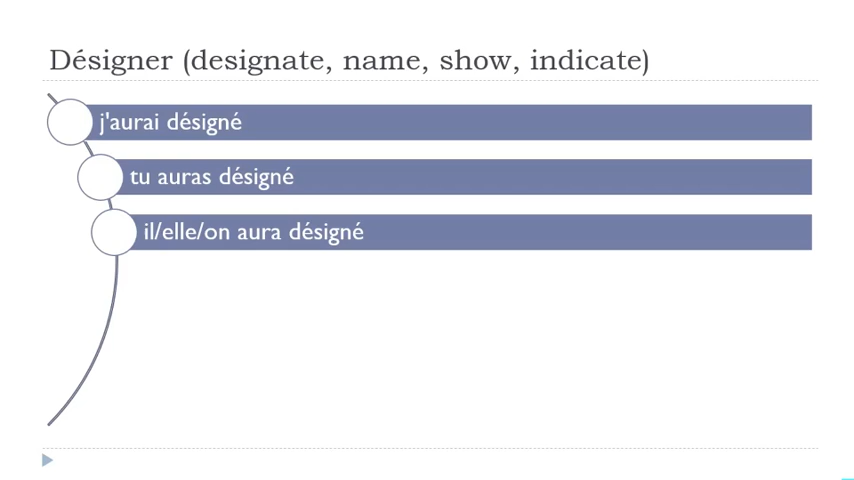 Désigner (designate, name, show, indicate)
j'aurai désigné
tu auras désigné
il/elle/on aura désigné